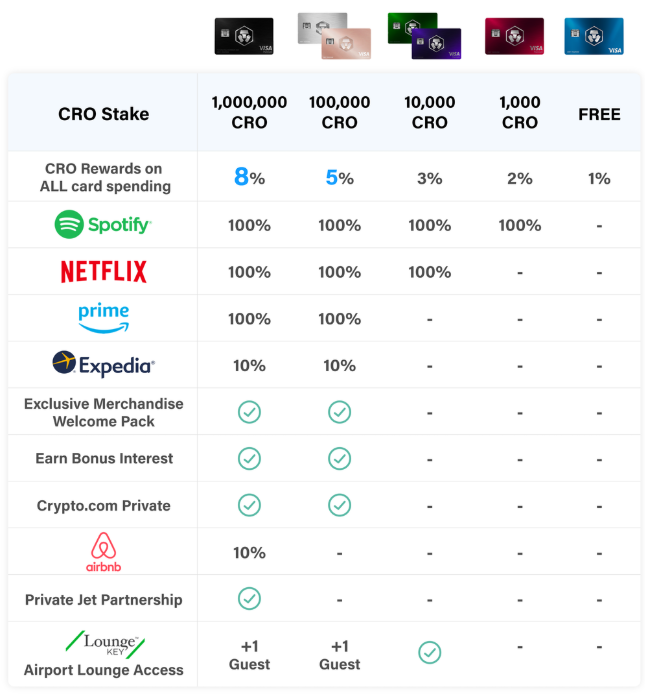 VISA VISA VISA VISA VISA
CRO Stake 1,000,000 CRO 100,000 CRO 10,000 CRO 1,000 CRO FREE
CRO Rewards on ALL card spending 8% 5% 3% 2% 1%
Spotify® 100% 100% 100% 100% -
NETFLIX 100% 100% 100% - -
prime 100% 100% - - -
Expedia® 10% 10% - - -
Exclusive Merchandise Welcome Pack - - -
Earn Bonus Interest - - -
Crypto.com Private - - -
airbnb 10% - - - -
Private Jet Partnership - - - -
Lounge™ KEY Airport Lounge Access +1 Guest +1 Guest - -